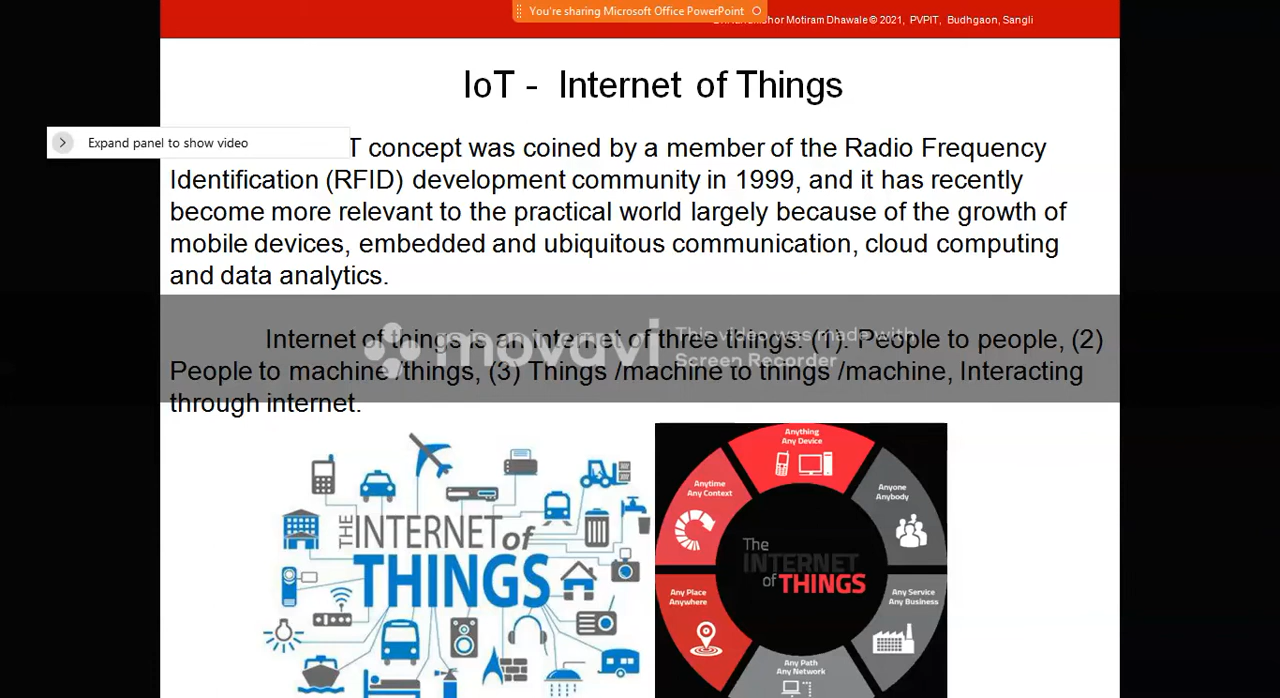 You're sharing Microsoft Office PowerPoint
Motiram Dhawale © 2021, PVPIT, Budhgaon, Sangli
IoT - Internet of Things
Expand panel to show video
T concept was coined by a member of the Radio Frequency
Identification (RFID) development community in 1999, and it has recently
become more relevant to the practical world largely because of the growth of
mobile devices, embedded and ubiquitous communication, cloud computing
and data analytics.
Internet of things is an internet of three things: (1). People to people, (2)
movavi
This video was made with
Screen Recorder
People to machine /things, (3) Things /machine to things /machine, Interacting
through internet.
THE INTERNET of
THINGS
Anything
Any Device
Anyone
Anybody
Any Service
Any Business
Any Path
Any Network
Any Place
Anywhere
Anytime
Any Context
The
INTERNET
of THINGS